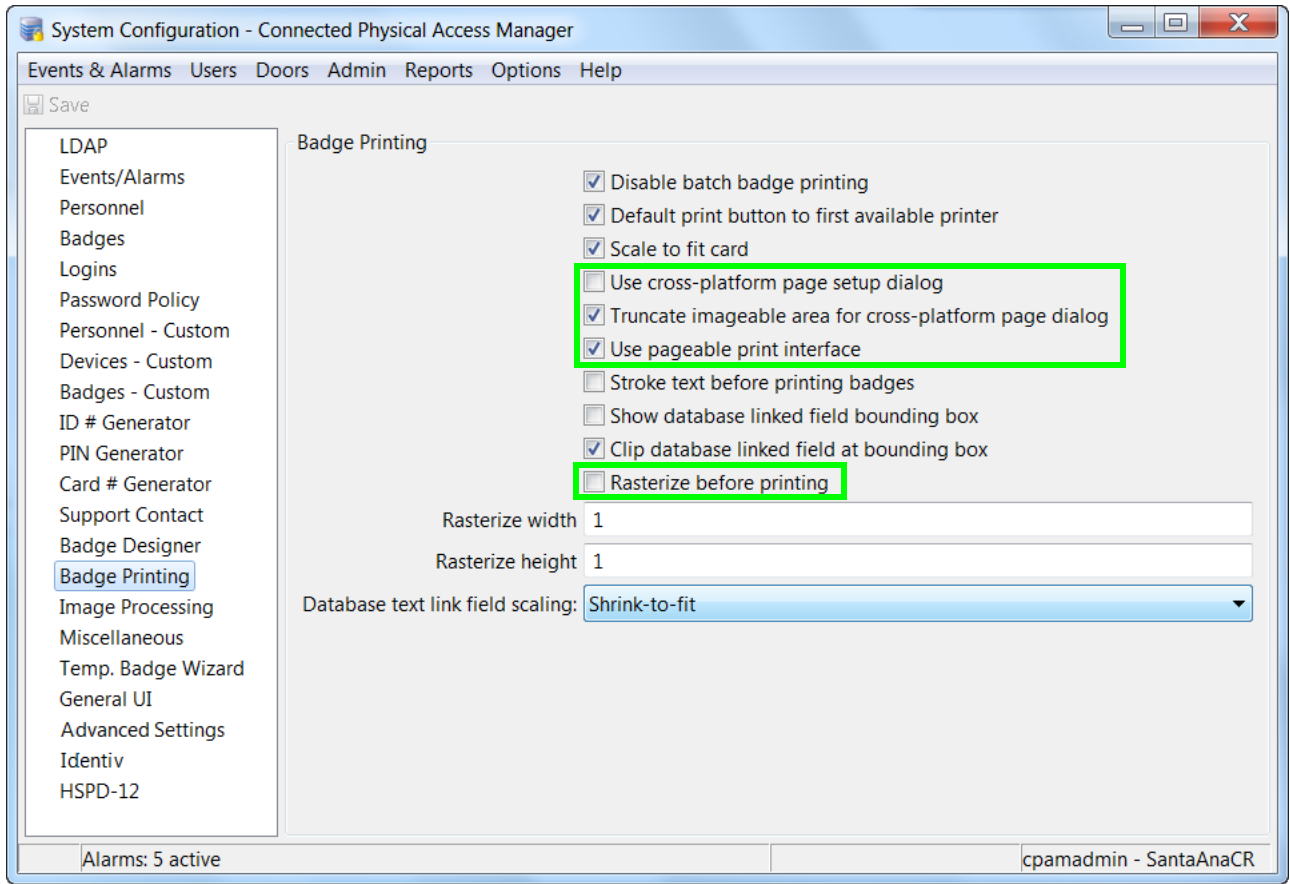 System Configuration - Connected Physical Access Manager
Events & Alarms Users Doors Admin Reports Options Help
Save
LDAP
Events/Alarms
Personnel
Badges
Logins
Password Policy
Personnel - Custom
Devices - Custom
Badges - Custom
ID # Generator
PIN Generator
Card # Generator
Support Contact
Badge Designer
Badge Printing
Image Processing
Miscellaneous
Temp. Badge Wizard
General UI
Advanced Settings
Identiv
HSPD-12
Badge Printing
Disable batch badge printing
Default print button to first available printer
Scale to fit card
Use cross-platform page setup dialog
Truncate imageable area for cross-platform page dialog
Use pageable print interface
Stroke text before printing badges
Show database linked field bounding box
Clip database linked field at bounding box
Rasterize before printing
Rasterize width 1
Rasterize height 1
Database text link field scaling: Shrink-to-fit
Alarms: 5 active cpamadmin - SantaAnaCR